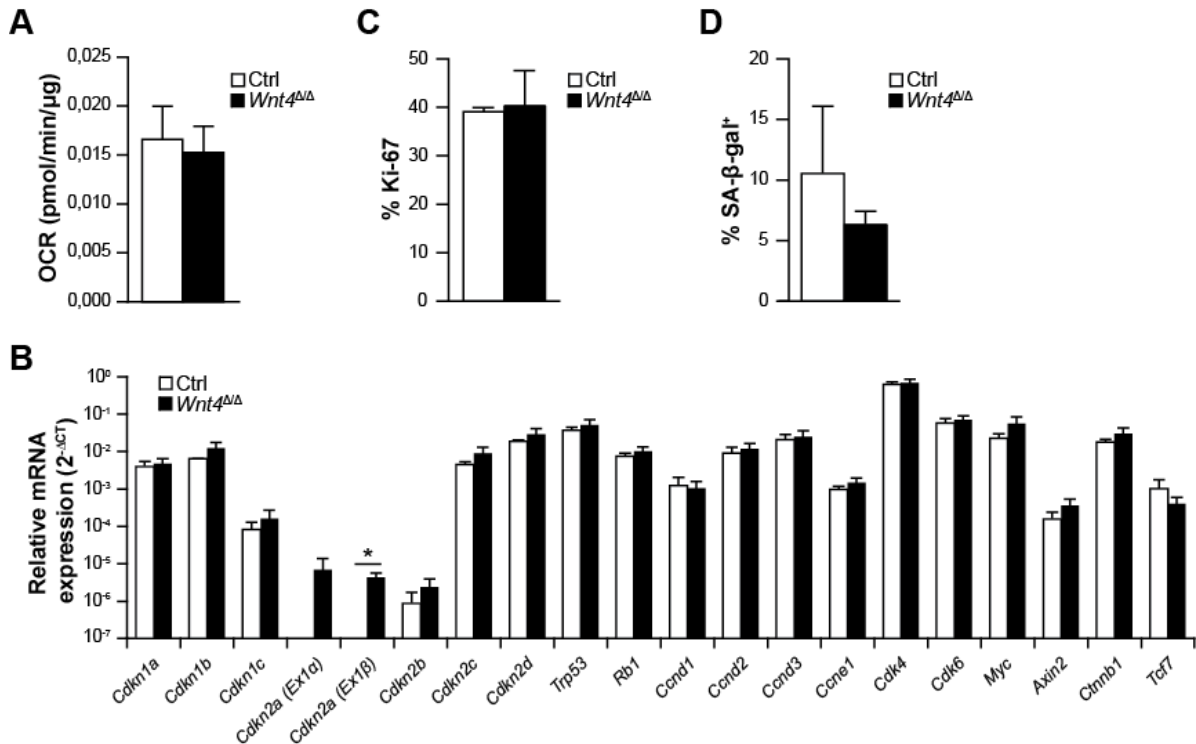 A
OCR (pmol/min/µg)
0,025
0,020
0,015
0,010
0,005
0,000
Ctrl
Wnt4Δ/Δ
C
% Ki-67
50
40
30
20
10
0
Ctrl
Wnt4Δ/Δ
D
% SA-β-gal+
20
15
10
5
0
Ctrl
Wnt4Δ/Δ
B
Relative mRNA
expression (2-ΔCT)
10⁰
10⁻¹
10⁻²
10⁻³
10⁻⁴
10⁻⁵
10⁻⁶
10⁻⁷
Ctrl
Wnt4Δ/Δ
*
Cdkn1a
Cdkn1b
Cdkn1c
Cdkn2a (Ex1α)
Cdkn2a (Ex1β)
Cdkn2b
Cdkn2c
Cdkn2d
Trp53
Rb1
Ccnd1
Ccnd2
Ccnd3
Ccne1
Cdk4
Cdk6
Myc
Axin2
Ctnnb1
Tcf7